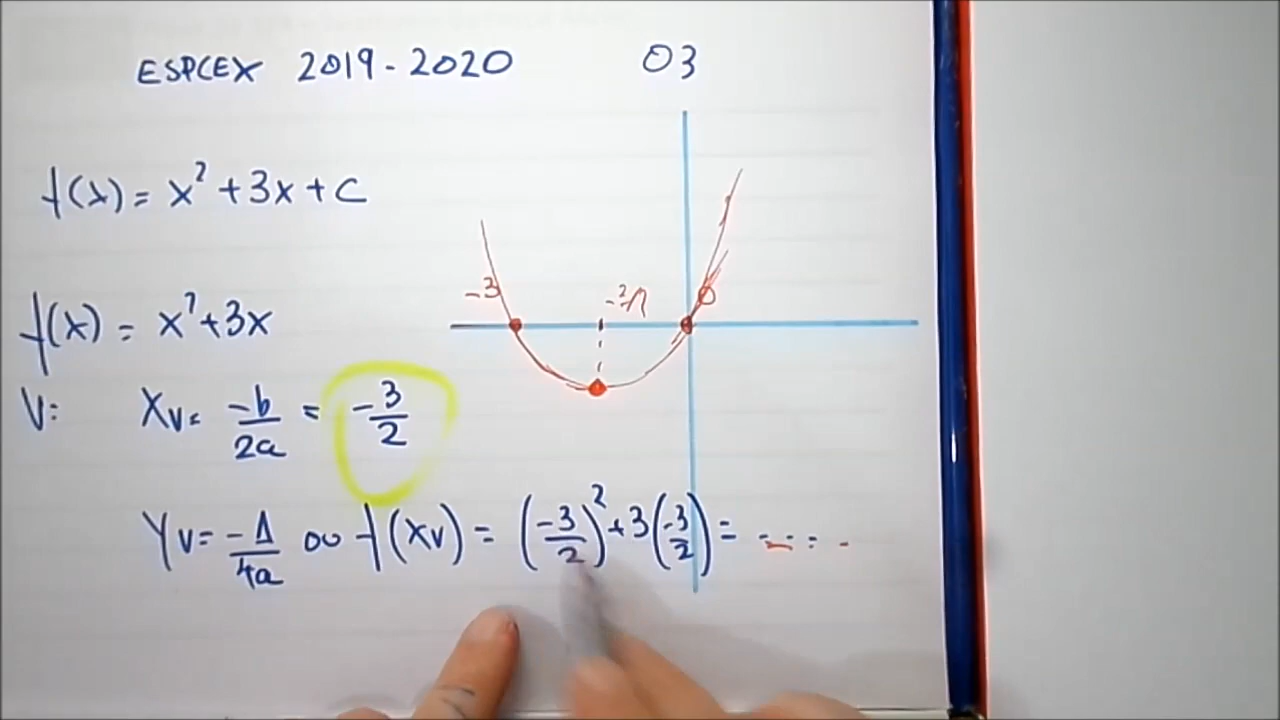 ESPCEX 2019-2020 03
f(x) = x² + 3x + C
-3
0
f(x) = x² + 3x
V: Xv = -b/2a = -3/2
Yv = -Δ/4a ou f(Xv) = (-3/2)² + 3(-3/2) = ...